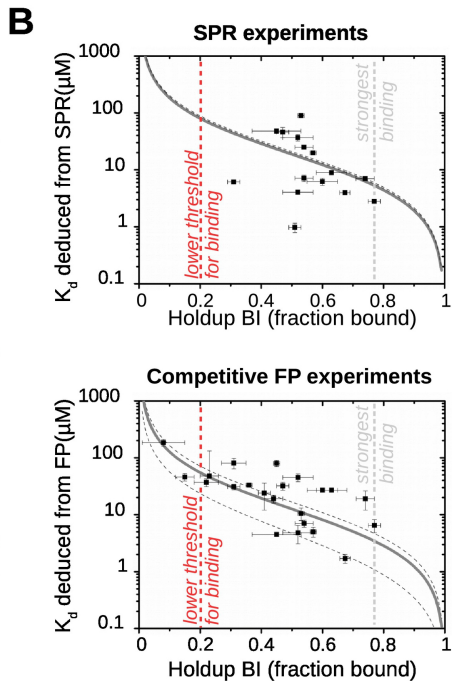 B
SPR experiments
K_d deduced from SPR(µM)
1000
100
10
1
0.1
lower threshold
for binding
strongest
binding
0 0.2 0.4 0.6 0.8 1
Holdup BI (fraction bound)
Competitive FP experiments
K_d deduced from FP(µM)
1000
100
10
1
0.1
lower threshold
for binding
strongest
binding
0 0.2 0.4 0.6 0.8 1
Holdup BI (fraction bound)